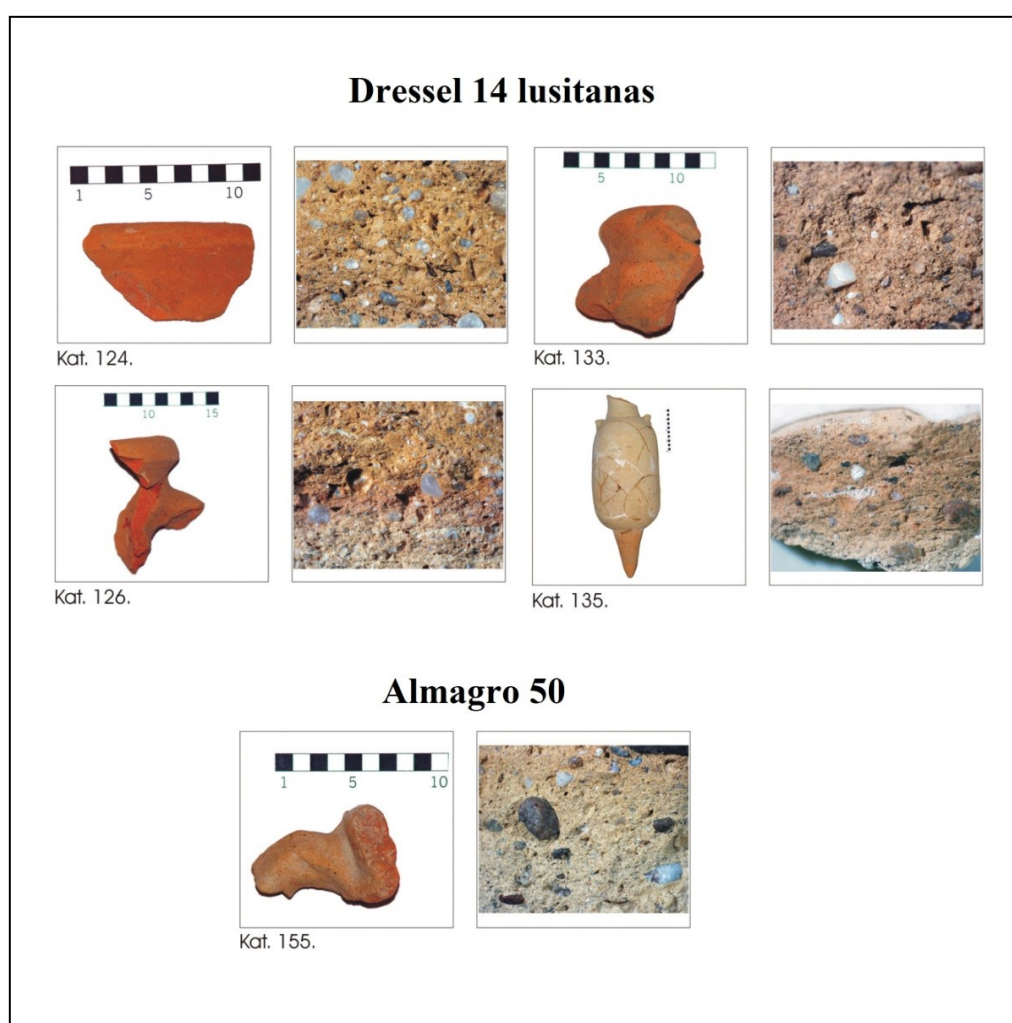 Dressel 14 lusitanas
1 5 10
5 10
Kat. 124.
Kat. 133.
10 15
Kat. 126.
Kat. 135.
Almagro 50
1 5 10
Kat. 155.